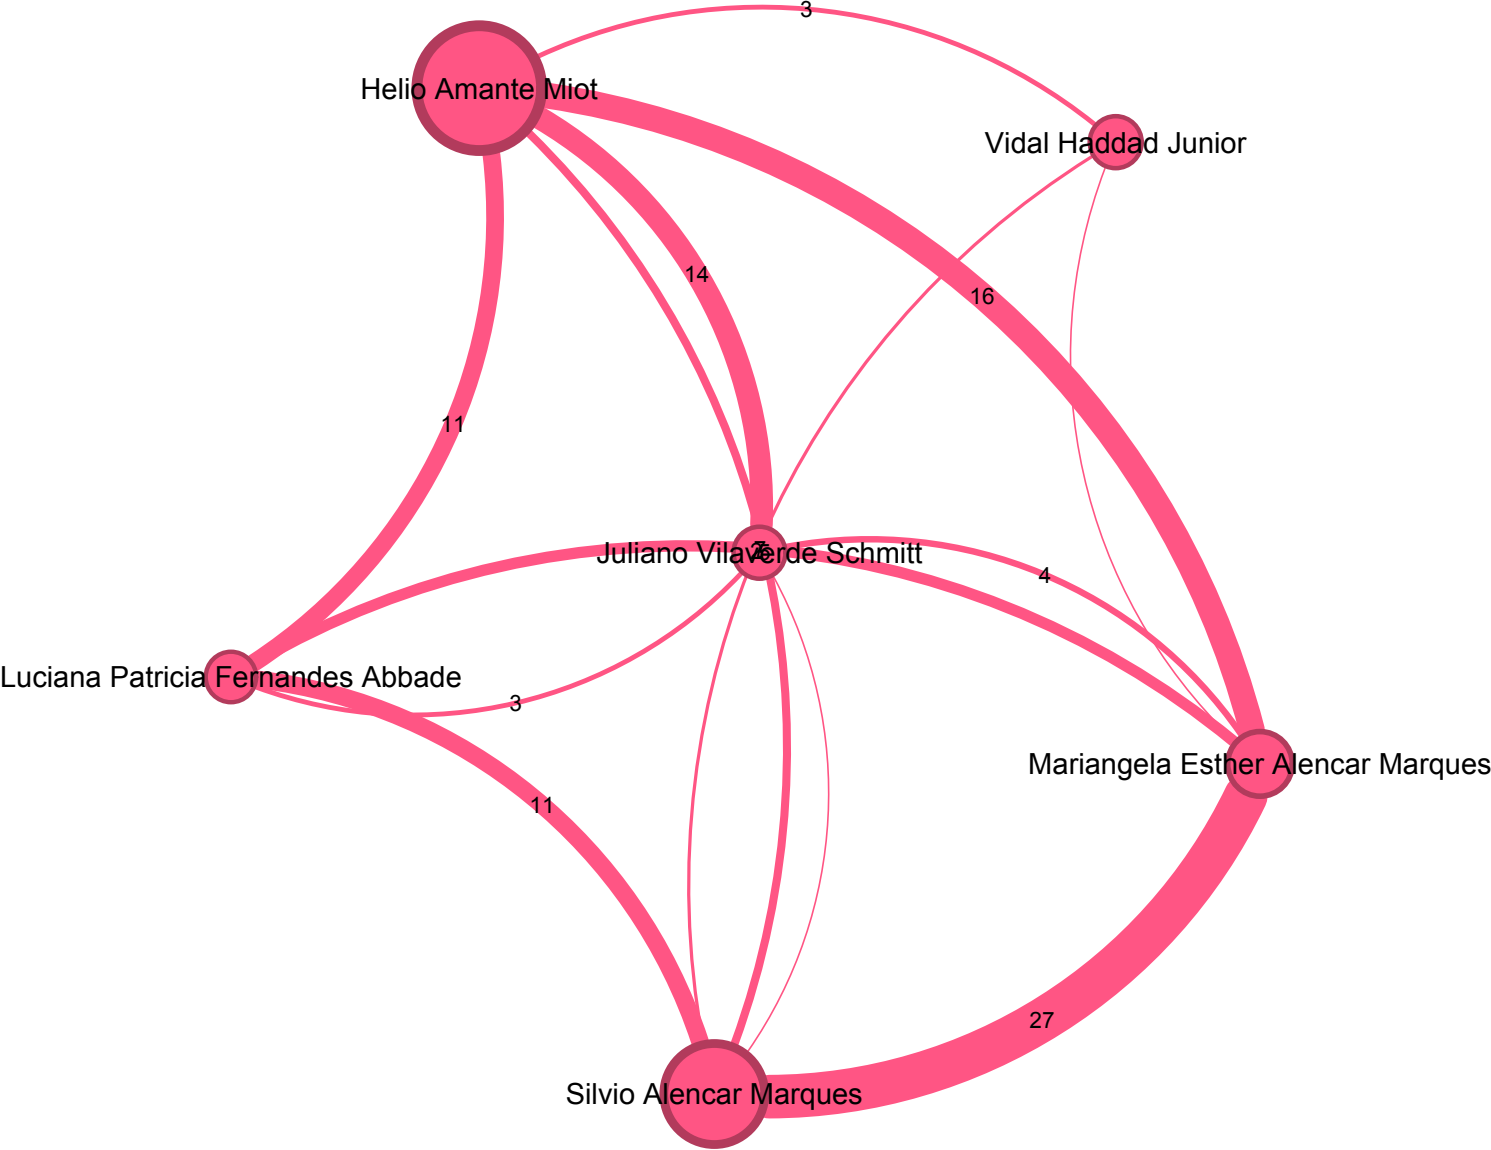 3
Helio Amante Miot
Vidal Haddad Junior
14
16
11
Juliano Vilaverde Schmitt
4
Luciana Patricia Fernandes Abbade
3
Mariangela Esther Alencar Marques
11
27
Silvio Alencar Marques